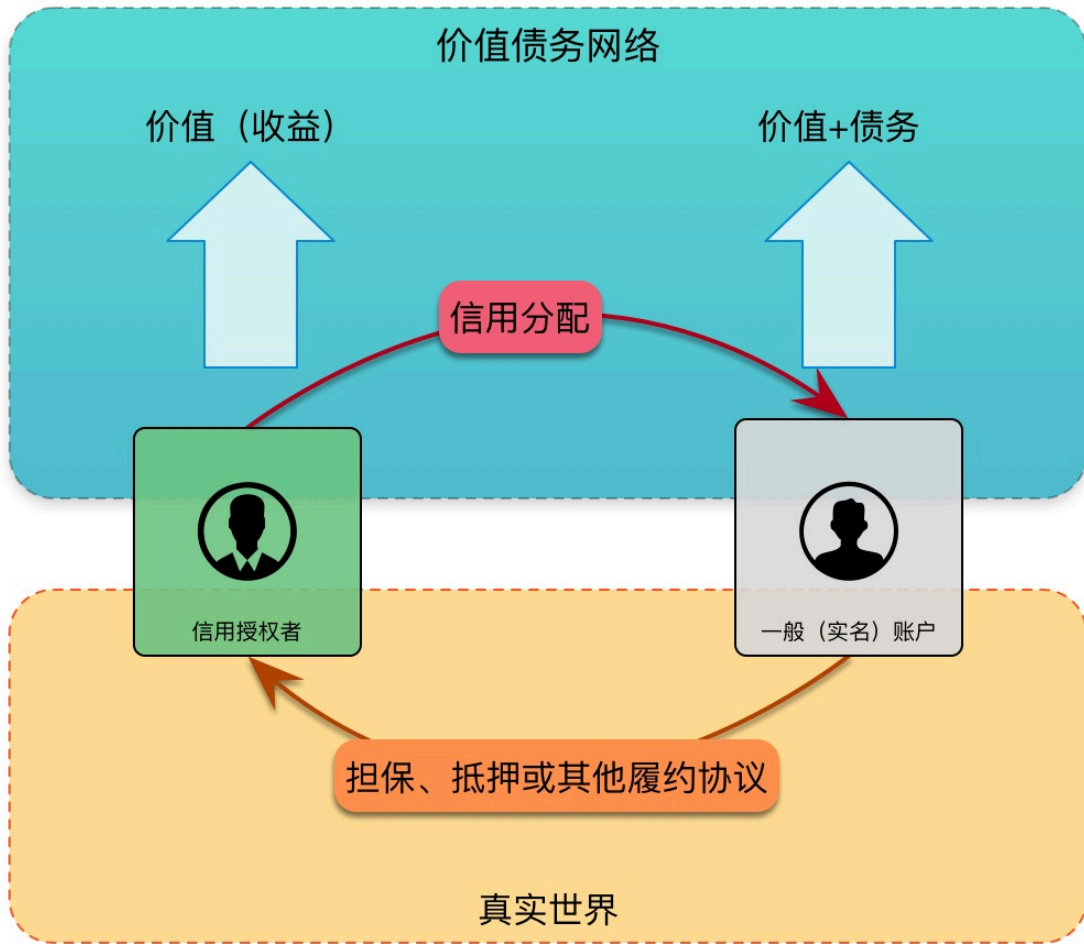 价值债务网络
价值（收益）
价值+债务
信用分配
信用授权者
一般（实名）账户
担保、抵押或其他履约协议
真实世界